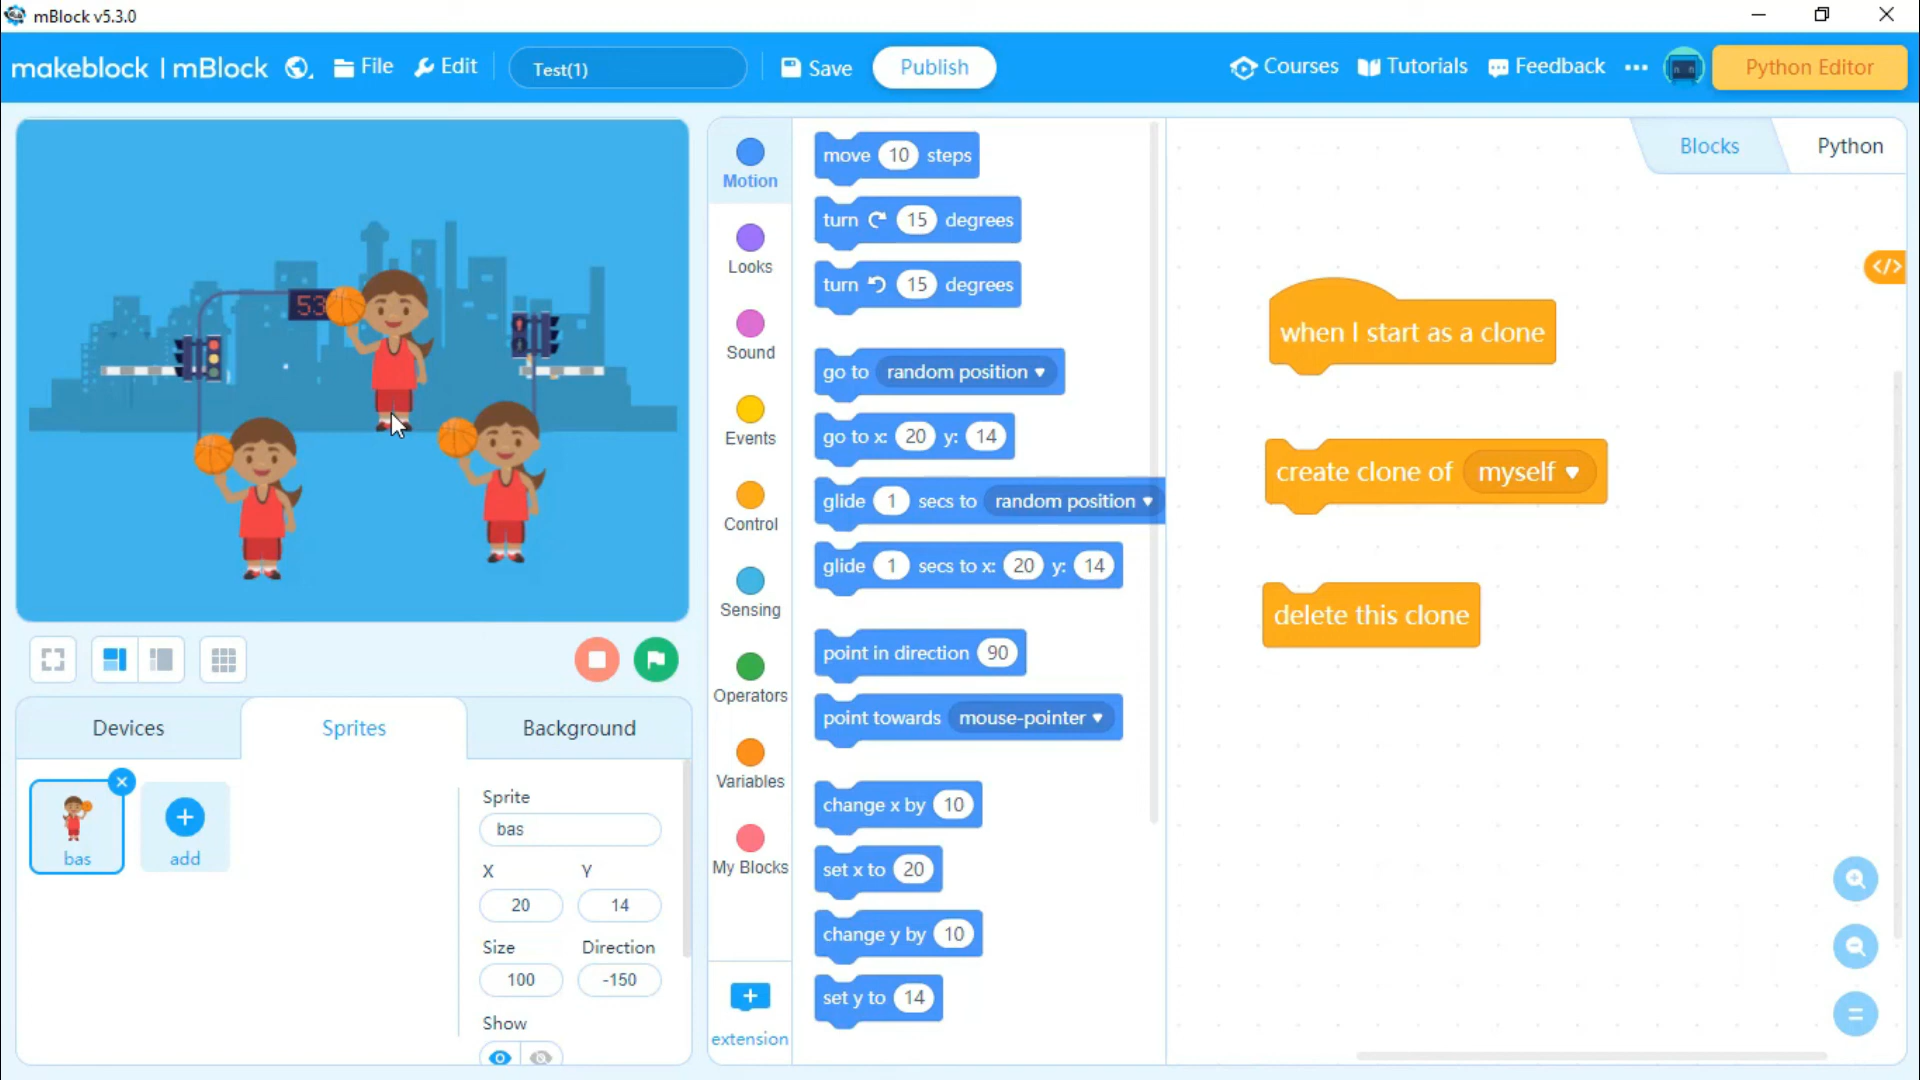 mBlock v5.3.0
makeblock | mBlock
File
Edit
Test(1)
Save
Publish
Courses
Tutorials
Feedback
Python Editor
53
Devices
Sprites
Background
bas
add
Sprite
bas
X
Y
20
14
Size
Direction
100
-150
Show
Motion
Looks
Sound
Events
Control
Sensing
Operators
Variables
My Blocks
extension
move 10 steps
turn 15 degrees
turn 15 degrees
go to random position
go to x: 20 y: 14
glide 1 secs to random position
glide 1 secs to x: 20 y: 14
point in direction 90
point towards mouse-pointer
change x by 10
set x to 20
change y by 10
set y to 14
Blocks
Python
</>
when I start as a clone
create clone of myself
delete this clone